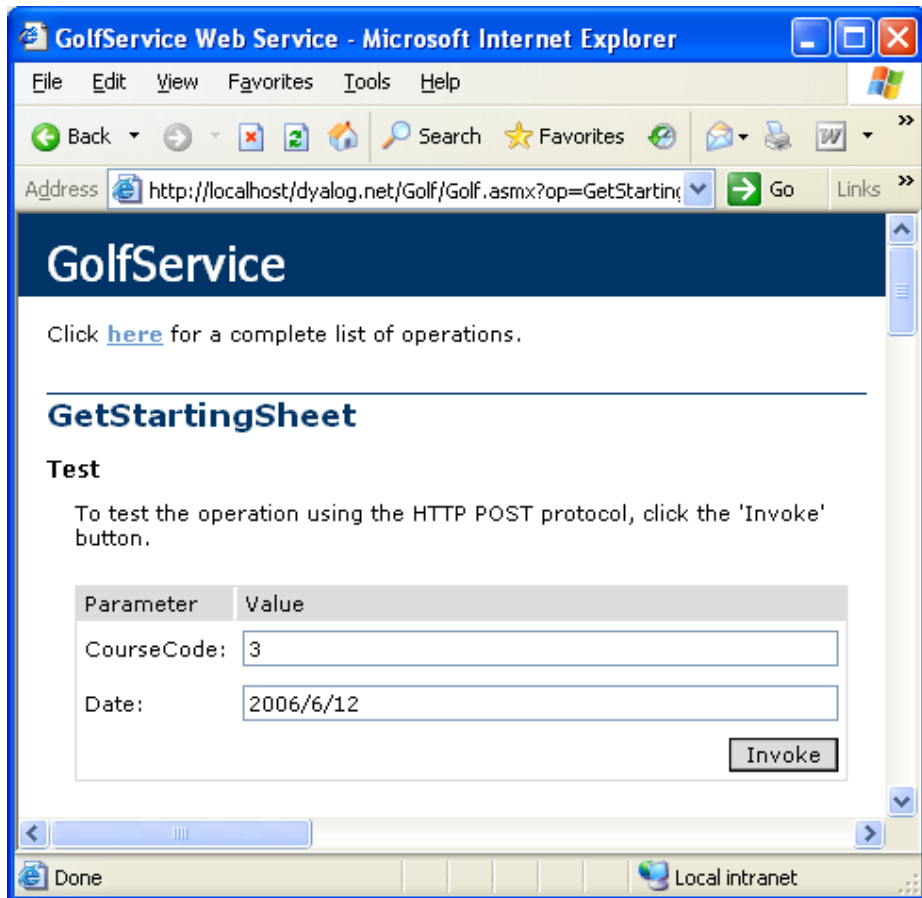 GolfService Web Service - Microsoft Internet Explorer
File Edit View Favorites Tools Help
Back Search Favorites »
Address http://localhost/dyalog.net/Golf/Golf.asmx?op=GetStarting Go Links »
GolfService
Click here for a complete list of operations.
GetStartingSheet
Test
To test the operation using the HTTP POST protocol, click the 'Invoke'
button.
Parameter Value
CourseCode: 3
Date: 2006/6/12
Invoke
Done Local intranet